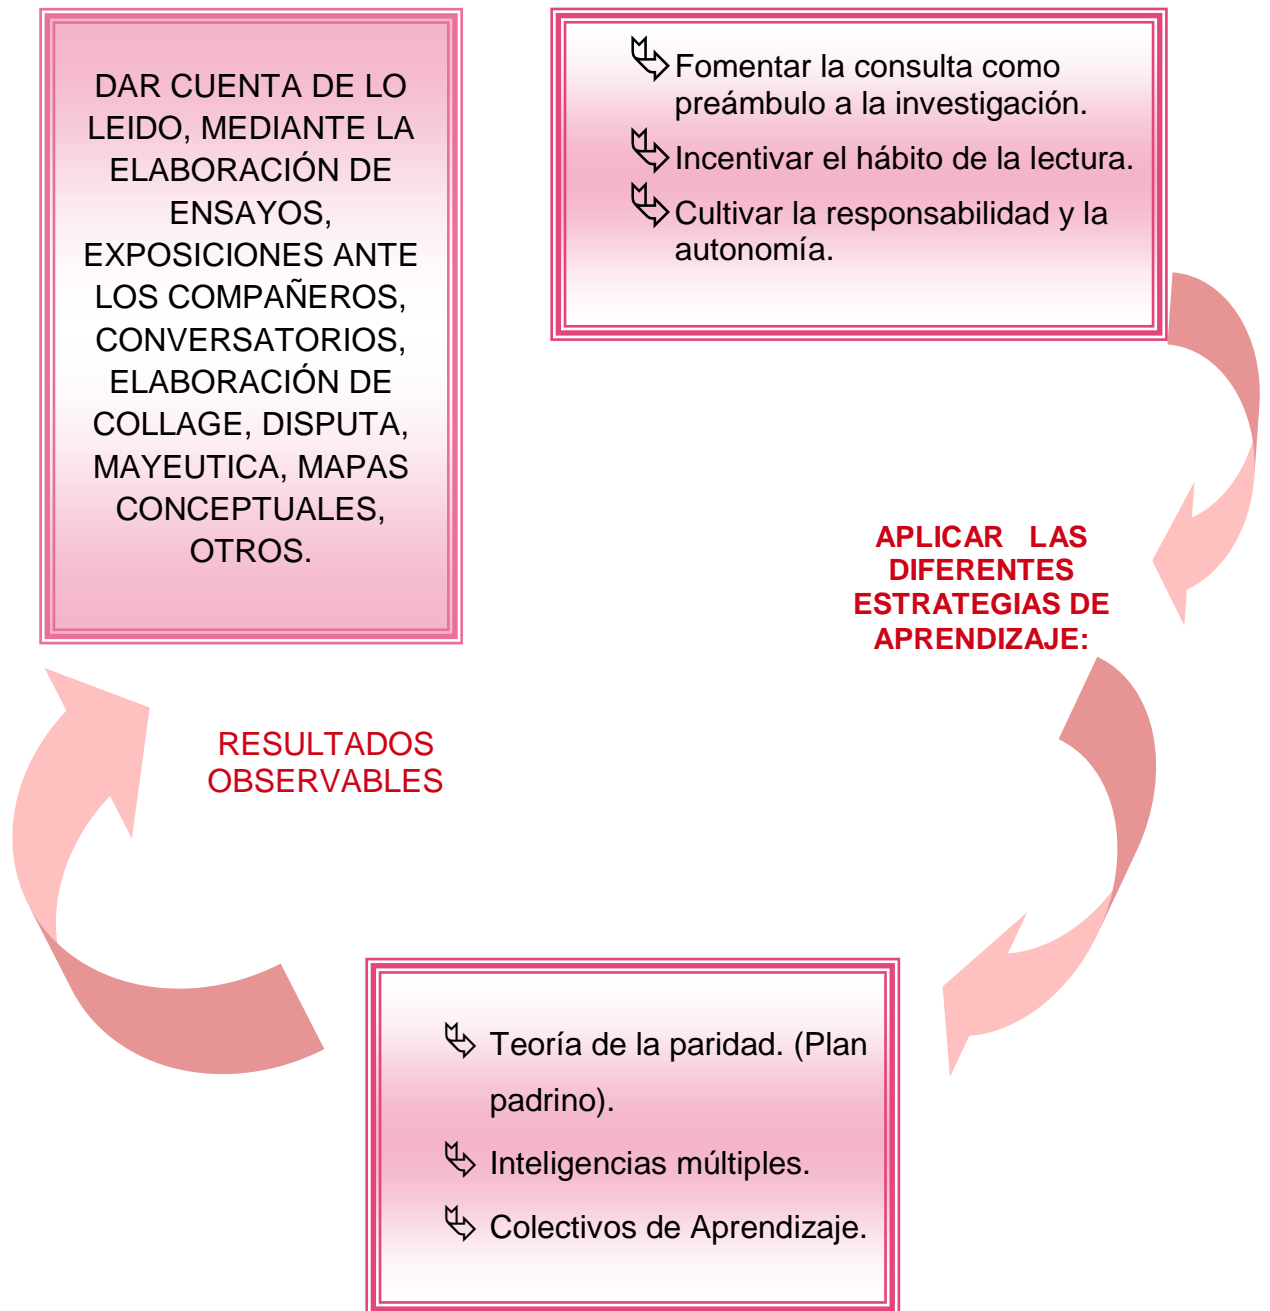 DAR CUENTA DE LO
LEIDO, MEDIANTE LA
ELABORACIÓN DE
ENSAYOS,
EXPOSICIONES ANTE
LOS COMPAÑEROS,
CONVERSATORIOS,
ELABORACIÓN DE
COLLAGE, DISPUTA,
MAYEUTICA, MAPAS
CONCEPTUALES,
OTROS.
Fomentar la consulta como
preámbulo a la investigación.
Incentivar el hábito de la lectura.
Cultivar la responsabilidad y la
autonomía.
APLICAR LAS
DIFERENTES
ESTRATEGIAS DE
APRENDIZAJE:
RESULTADOS
OBSERVABLES
Teoría de la paridad. (Plan
padrino).
Inteligencias múltiples.
Colectivos de Aprendizaje.